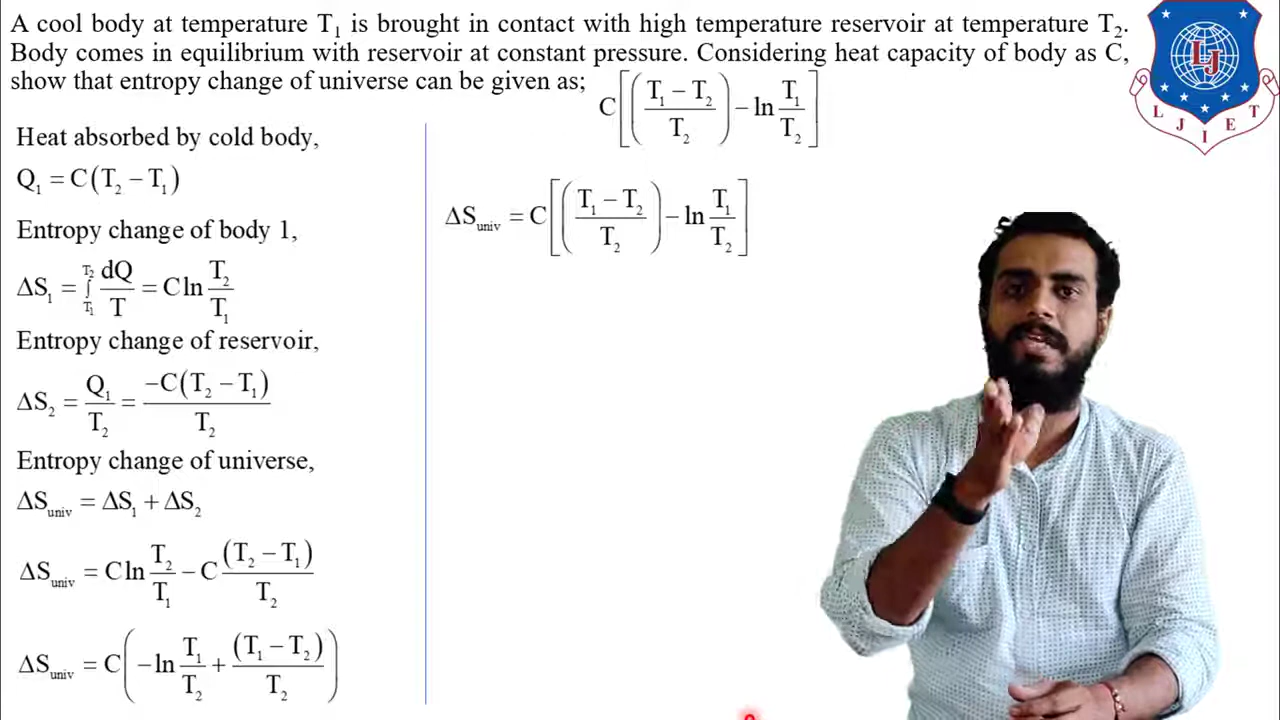 A cool body at temperature T₁ is brought in contact with high temperature reservoir at temperature T₂.
Body comes in equilibrium with reservoir at constant pressure. Considering heat capacity of body as C,
show that entropy change of universe can be given as; C[((T₁ − T₂)/T₂) − ln T₁/T₂]
LJ
L J I E T
Heat absorbed by cold body,
Q₁ = C(T₂ − T₁)
Entropy change of body 1,
ΔS₁ = ∫_{T₁}^{T₂} dQ/T = C ln T₂/T₁
Entropy change of reservoir,
ΔS₂ = Q₁/T₂ = −C(T₂ − T₁)/T₂
Entropy change of universe,
ΔS_univ = ΔS₁ + ΔS₂
ΔS_univ = C ln T₂/T₁ − C (T₂ − T₁)/T₂
ΔS_univ = C(−ln T₁/T₂ + (T₁ − T₂)/T₂)
ΔS_univ = C[((T₁ − T₂)/T₂) − ln T₁/T₂]